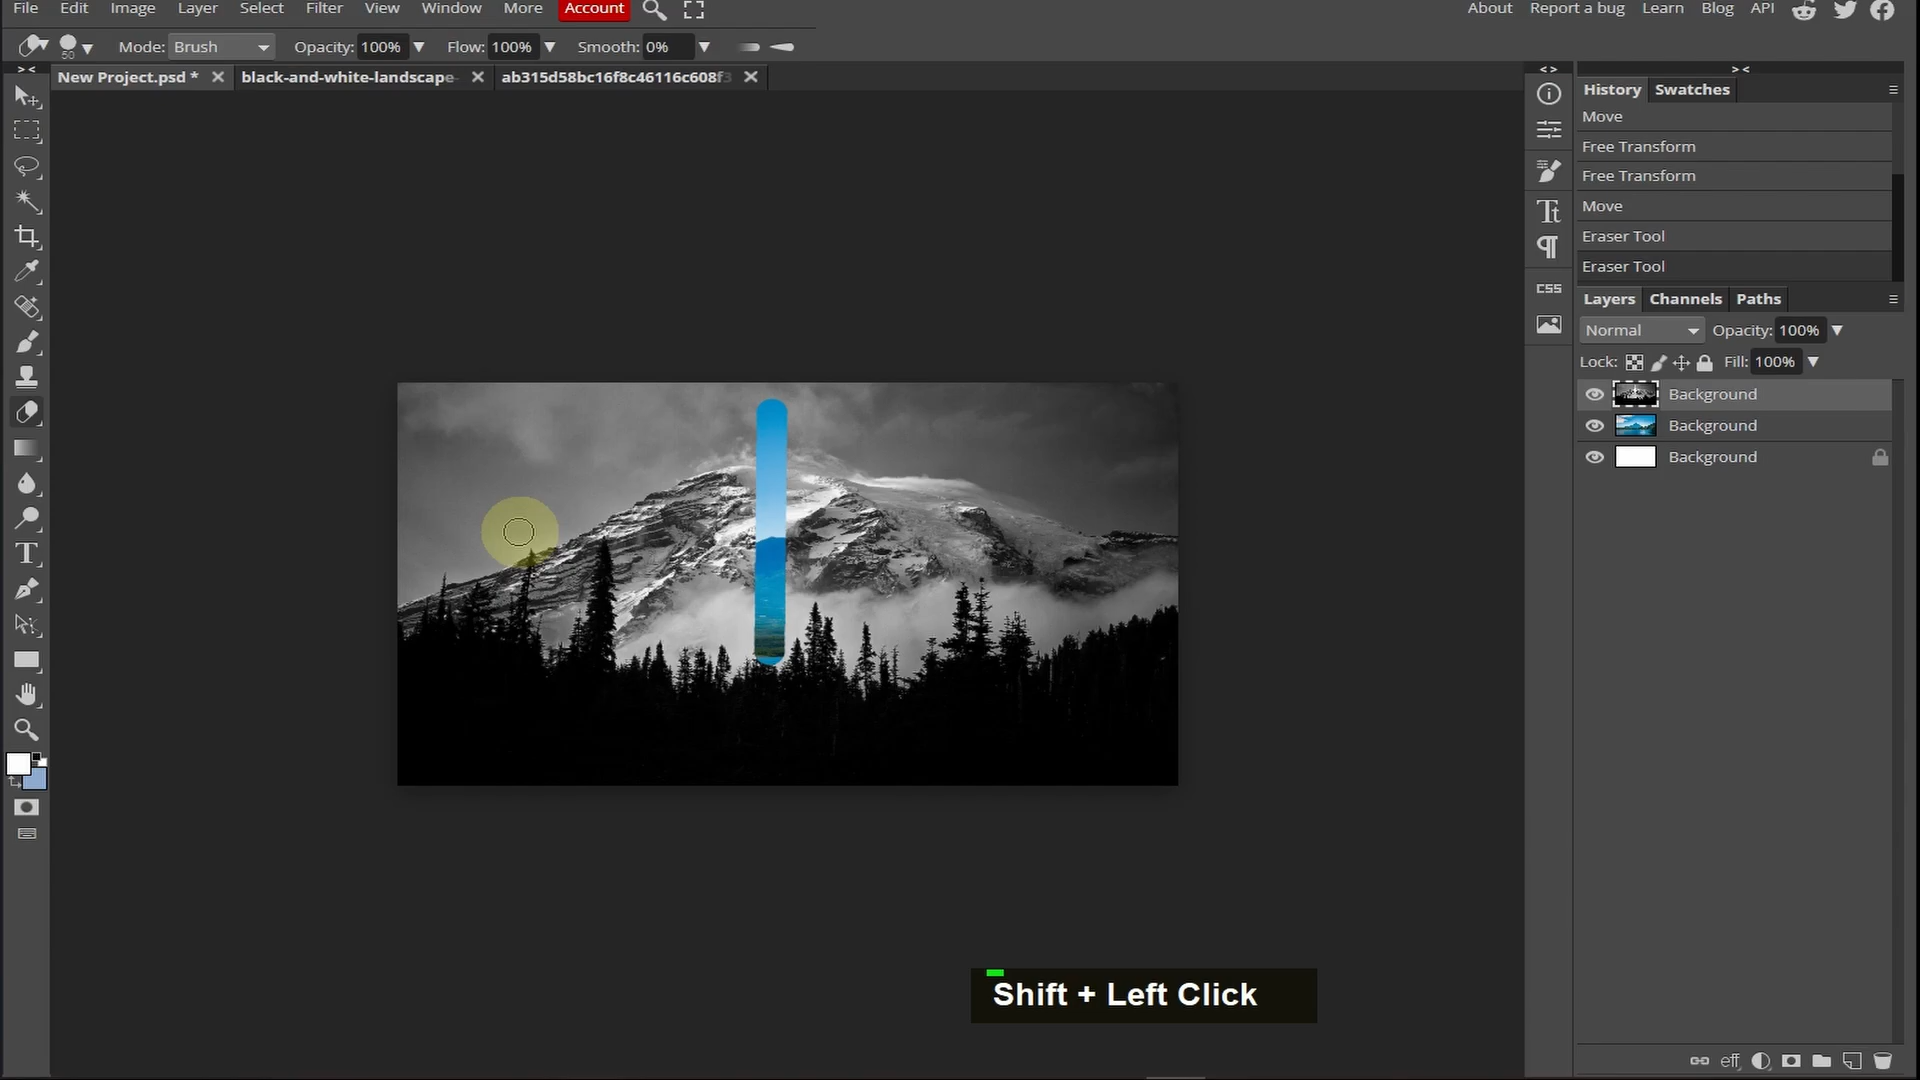 File Edit Image Layer Select Filter View Window More Account About Report a bug Learn Blog API
50 Mode: Brush Opacity: 100% Flow: 100% Smooth: 0%
> < New Project.psd * black-and-white-landscape- ab315d58bc16f8c46116c608f3 < > > <
History Swatches
Move
Free Transform
Free Transform
Move
Eraser Tool
Eraser Tool
CSS
Layers Channels Paths
Normal Opacity: 100%
Lock: Fill: 100%
Background
Background
Background
Shift + Left Click
eff